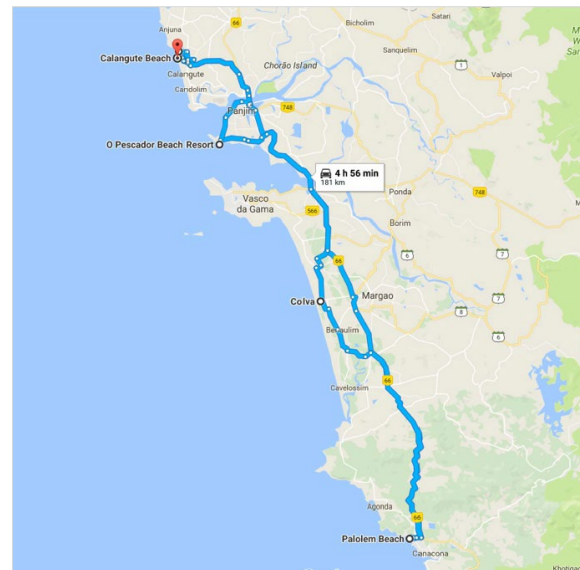 Anjuna
66
Bicholim
Satari
Sanquelim
Calangute Beach
Chorão Island
1
Valpoi
Calangute
Candolim
Panjim
748
O Pescador Beach Resort
4 h 56 min
181 km
Ponda
748
Vasco
da Gama
566
Borim
66
6
7
Colva
Margao
7
8
6
Benaulim
Cavelossim
66
Agonda
66
Palolem Beach
Canacona